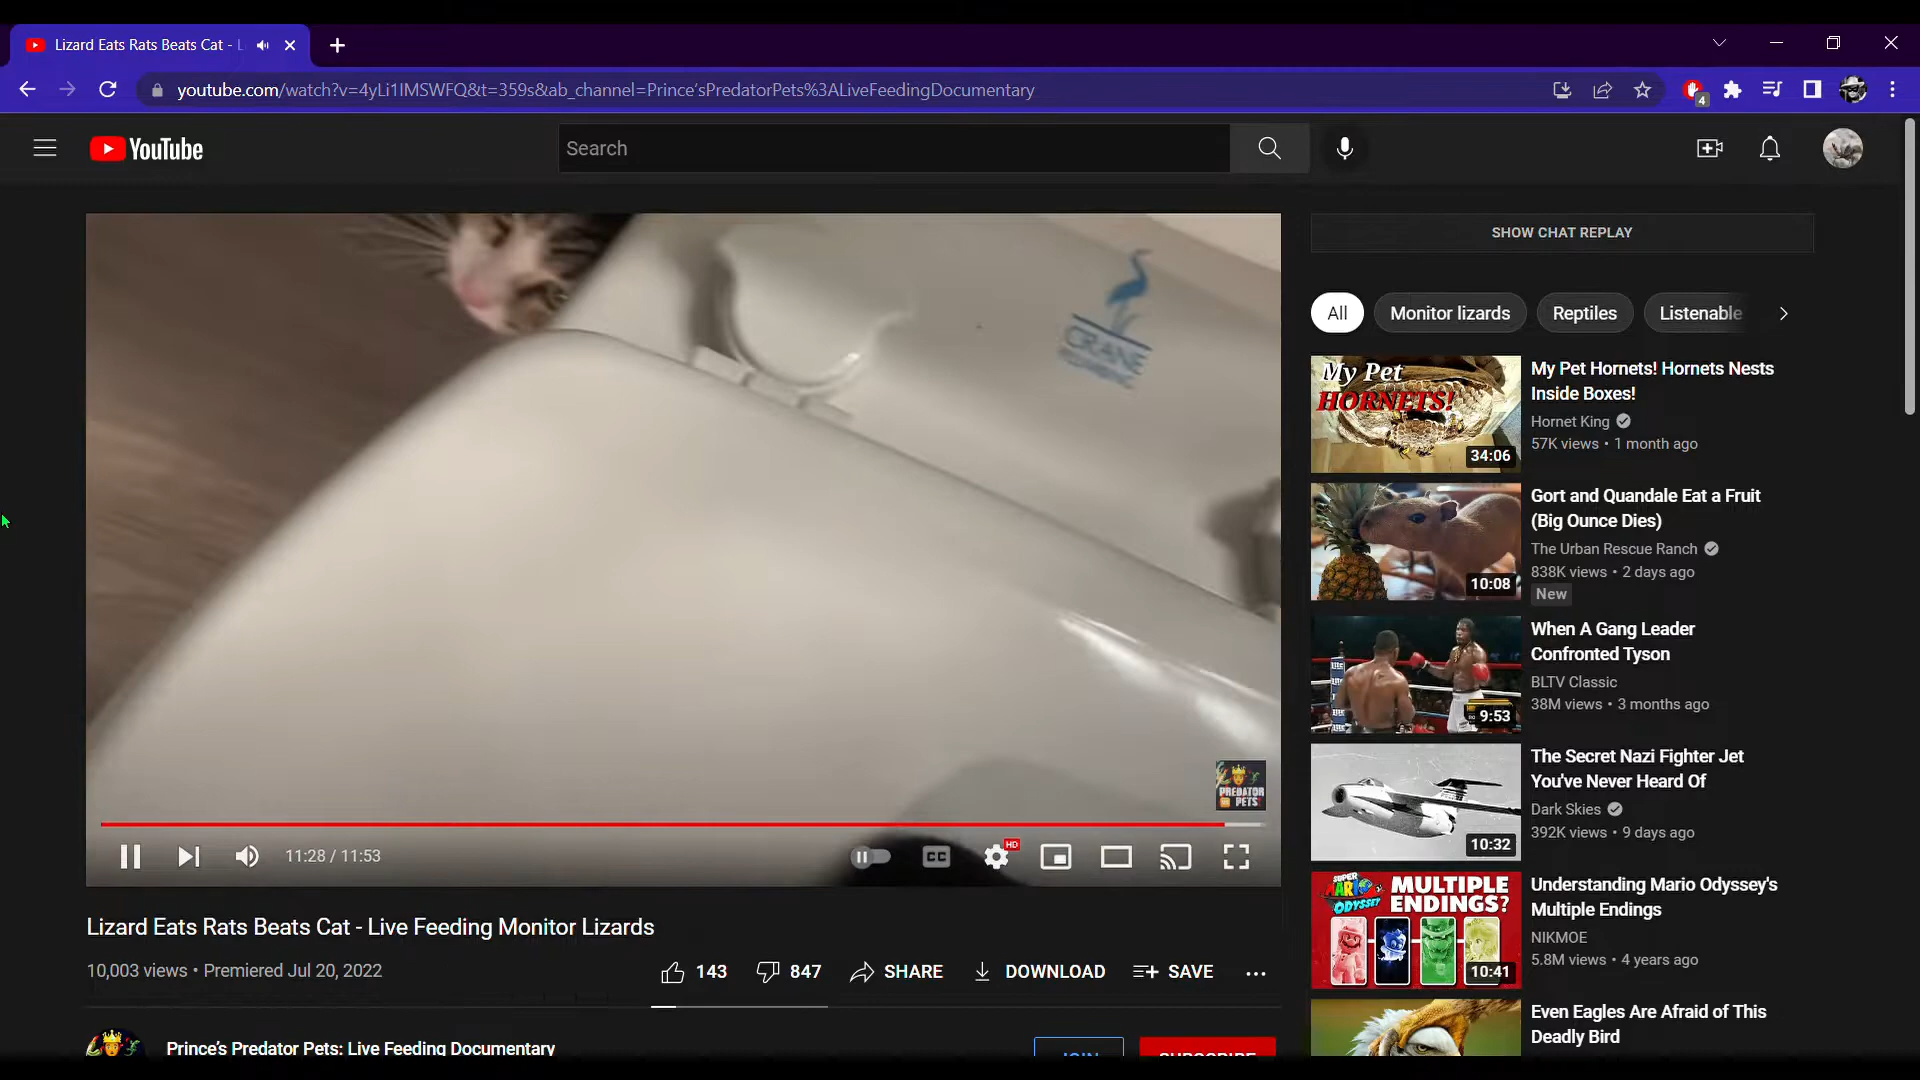 Lizard Eats Rats Beats Cat - L
youtube.com/watch?v=4yLi1IMSWFQ&t=359s&ab_channel=Prince'sPredatorPets%3ALiveFeedingDocumentary
4
YouTube
Search
CRANE
PREDATOR
PETS
11:28 / 11:53
CC
HD
Lizard Eats Rats Beats Cat - Live Feeding Monitor Lizards
10,003 views • Premiered Jul 20, 2022
143
847
SHARE
DOWNLOAD
SAVE
Prince's Predator Pets: Live Feeding Documentary
JOIN
SUBSCRIBE
SHOW CHAT REPLAY
All
Monitor lizards
Reptiles
Listenable
My Pet
HORNETS!
34:06
My Pet Hornets! Hornets Nests
Inside Boxes!
Hornet King
57K views • 1 month ago
10:08
Gort and Quandale Eat a Fruit
(Big Ounce Dies)
The Urban Rescue Ranch
838K views • 2 days ago
New
9:53
When A Gang Leader
Confronted Tyson
BLTV Classic
38M views • 3 months ago
10:32
The Secret Nazi Fighter Jet
You've Never Heard Of
Dark Skies
392K views • 9 days ago
SUPER
MARIO
ODYSSEY
MULTIPLE
ENDINGS?
10:41
Understanding Mario Odyssey's
Multiple Endings
NIKMOE
5.8M views • 4 years ago
Even Eagles Are Afraid of This
Deadly Bird